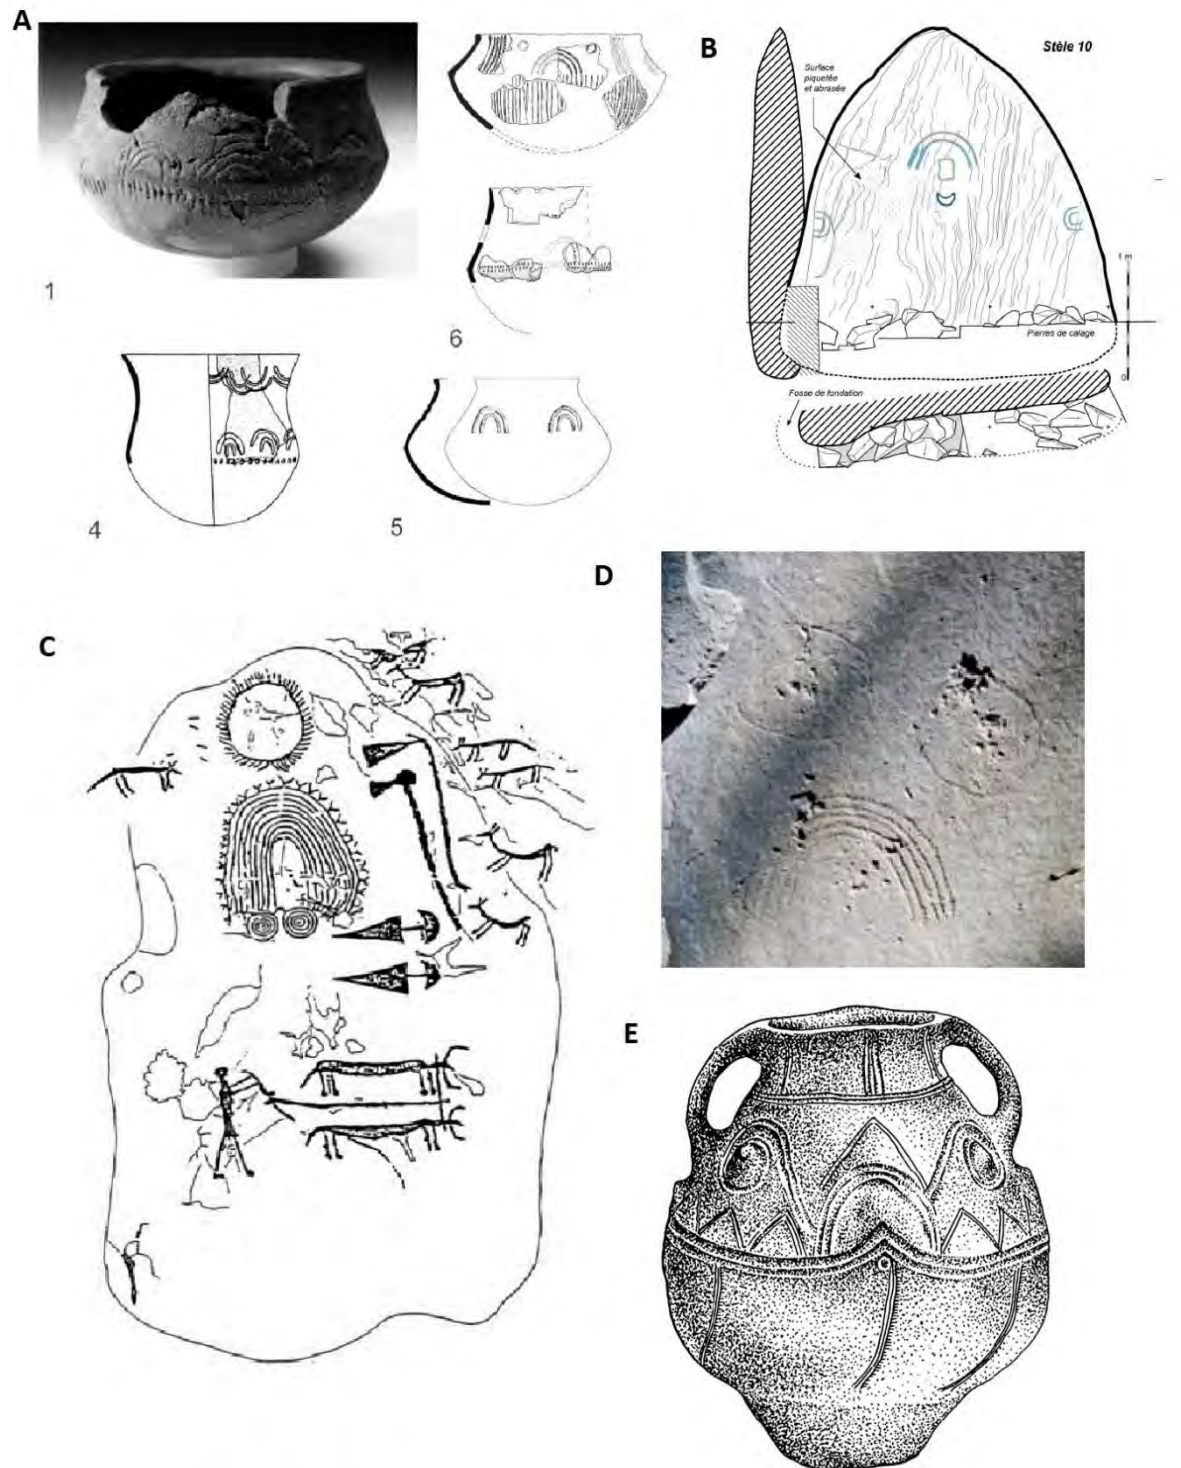 A
1
6
4
5
B
Stèle 10
Surface
piquetée
et abrasée
1 m
Pierres de calage
0
Fosse de fondation
C
D
E